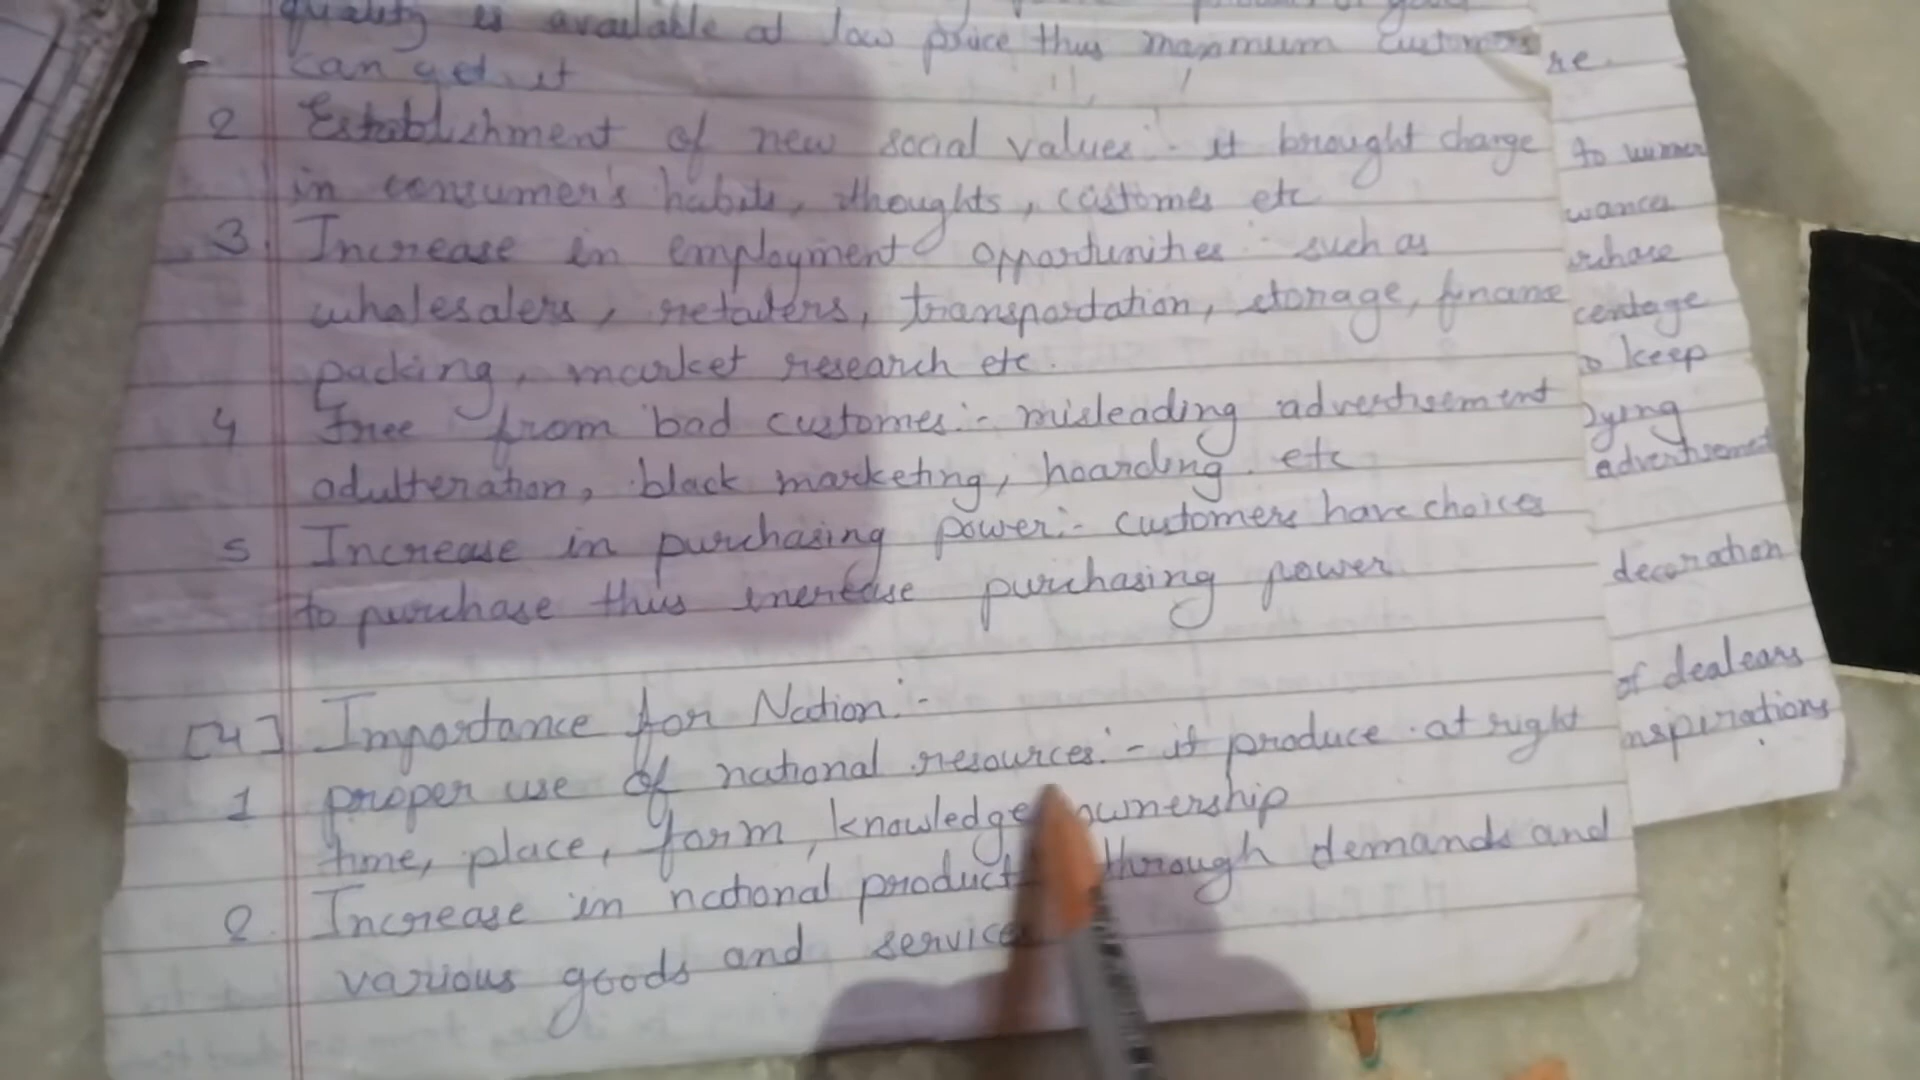 quality is available at low price thus maximum customers
can get it
2 Establishment of new social values:- it brought change
in consumer's habits, thoughts, customes etc
3. Increase in employment opportunities:- such as
wholesalers, retailers, transportation, storage, finance
packing, market research etc.
4 Free from bad customes:- misleading advertisement
adulteration, black marketing, hoarding. etc
5 Increase in purchasing power:- customers have choices
to purchase thus increase purchasing power
[4] Importance for Nation:-
1 proper use of national resources:- it produce at right
time, place, form, knowledge ownership
2. Increase in national product through demands and
various goods and service
re.
to
wances
rchase
centage
o keep
Dying
advertisement
decoration
of dealears
nspirations